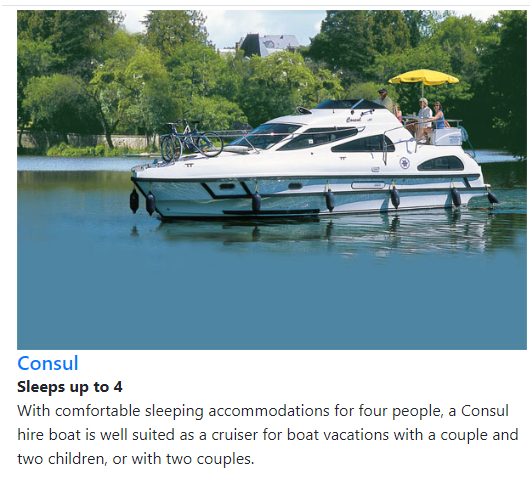 Consul
Consul
Sleeps up to 4
With comfortable sleeping accommodations for four people, a Consul
hire boat is well suited as a cruiser for boat vacations with a couple and
two children, or with two couples.